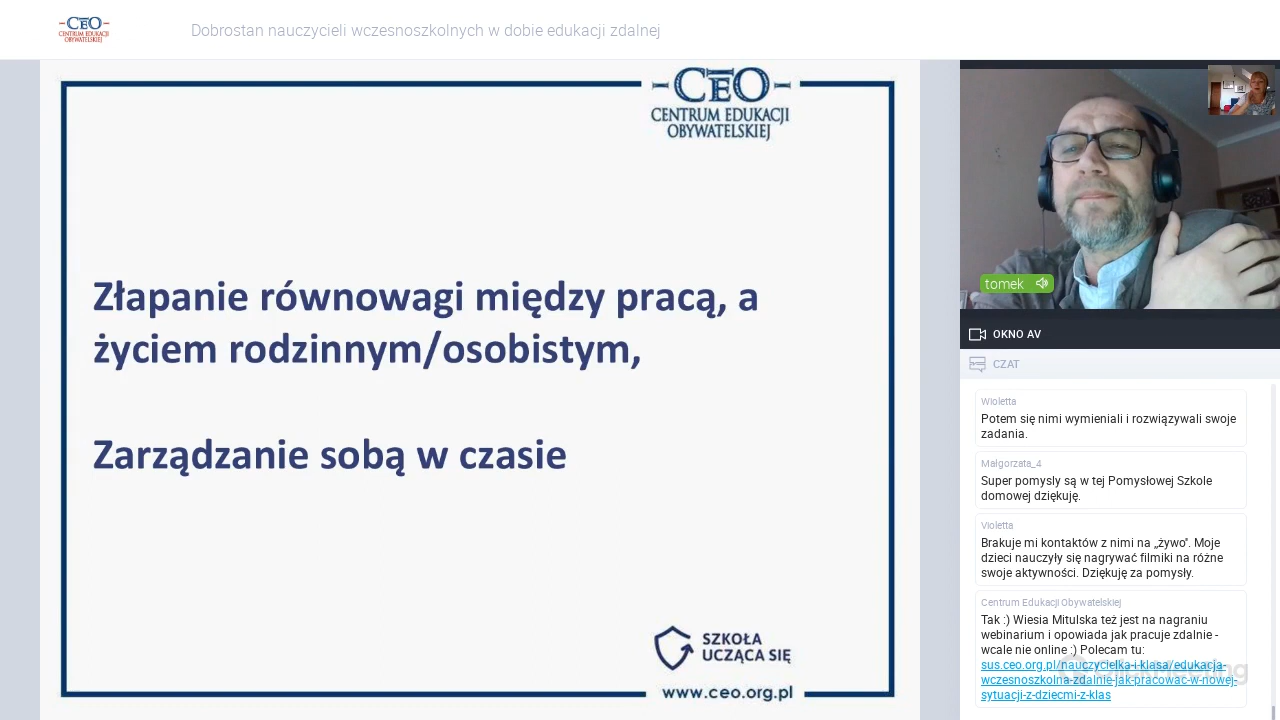 CEO
CENTRUM EDUKACJI
OBYWATELSKIEJ
Dobrostan nauczycieli wczesnoszkolnych w dobie edukacji zdalnej
CEO
CENTRUM EDUKACJI
OBYWATELSKIEJ
Złapanie równowagi między pracą, a
życiem rodzinnym/osobistym,
Zarządzanie sobą w czasie
SZKOŁA
UCZĄCA SIĘ
www.ceo.org.pl
tomek
OKNO AV
CZAT
Wioletta
Potem się nimi wymieniali i rozwiązywali swoje
zadania.
Małgorzata_4
Super pomysly są w tej Pomysłowej Szkole
domowej dziękuję.
Violetta
Brakuje mi kontaktów z nimi na ,,żywo". Moje
dzieci nauczyły się nagrywać filmiki na różne
swoje aktywności. Dziękuję za pomysły.
Centrum Edukacji Obywatelskiej
Tak :) Wiesia Mitulska też jest na nagraniu
webinarium i opowiada jak pracuje zdalnie -
wcale nie online :) Polecam tu:
sus.ceo.org.pl/nauczycielka-i-klasa/edukacja-
wczesnoszkolna-zdalnie-jak-pracowac-w-nowej-
sytuacji-z-dziecmi-z-klas